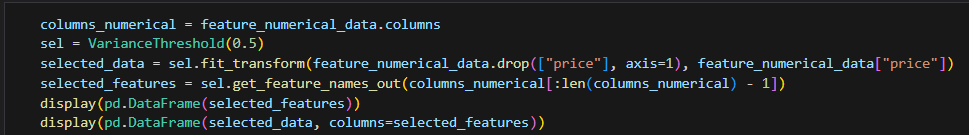 columns_numerical = feature_numerical_data.columns
sel = VarianceThreshold(0.5)
selected_data = sel.fit_transform(feature_numerical_data.drop(["price"], axis=1), feature_numerical_data["price"])
selected_features = sel.get_feature_names_out(columns_numerical[:len(columns_numerical) - 1])
display(pd.DataFrame(selected_features))
display(pd.DataFrame(selected_data, columns=selected_features))